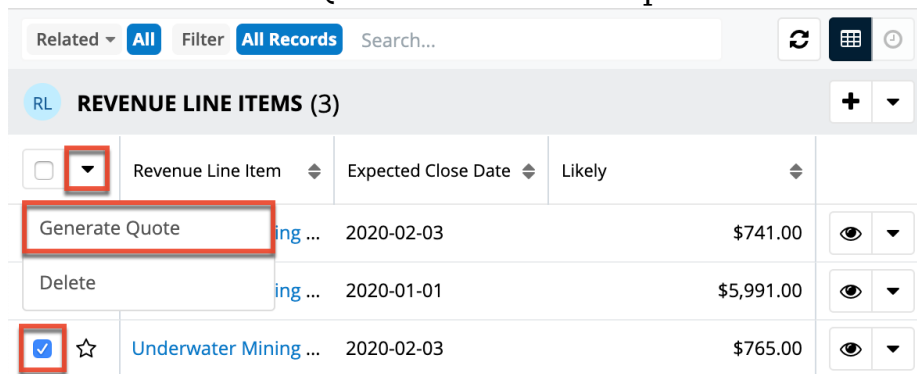 Related All Filter All Records Search...
RL REVENUE LINE ITEMS (3)
Revenue Line Item Expected Close Date Likely
Generate Quote ing ... 2020-02-03 $741.00
Delete ing ... 2020-01-01 $5,991.00
Underwater Mining ... 2020-02-03 $765.00